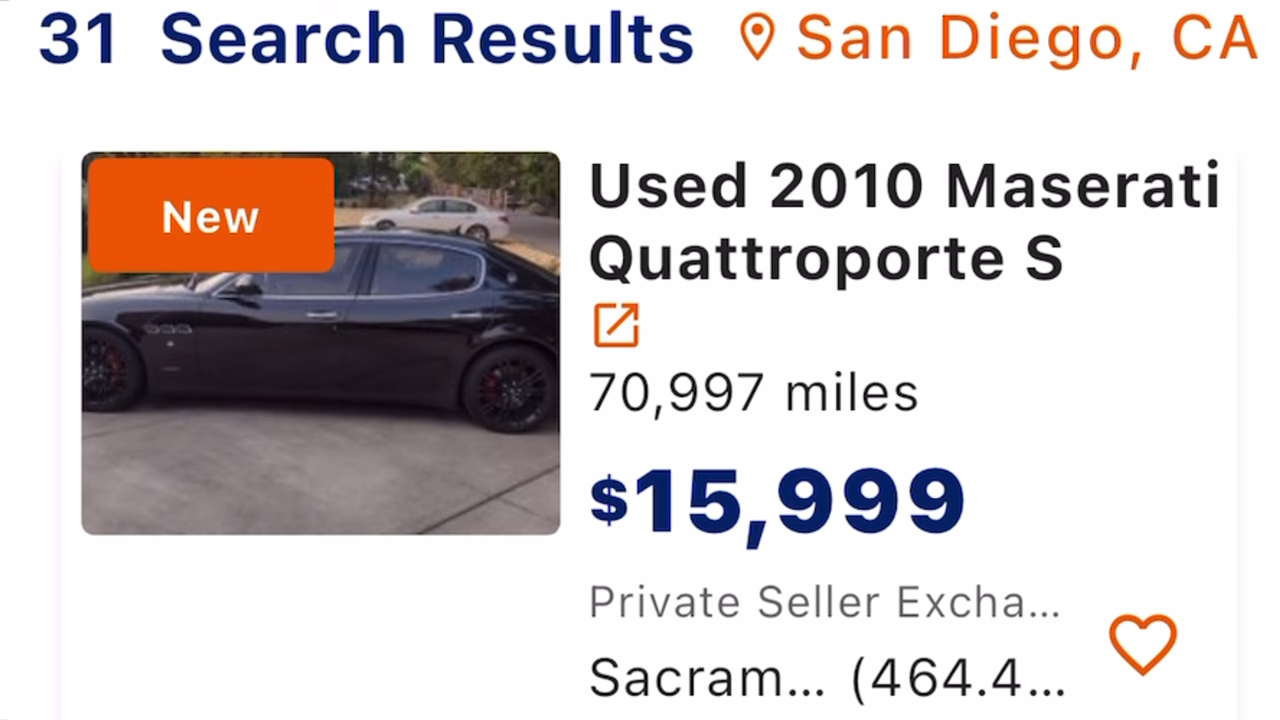 31 Search Results San Diego, CA
New
Used 2010 Maserati
Quattroporte S
70,997 miles
$15,999
Private Seller Excha...
Sacram... (464.4...